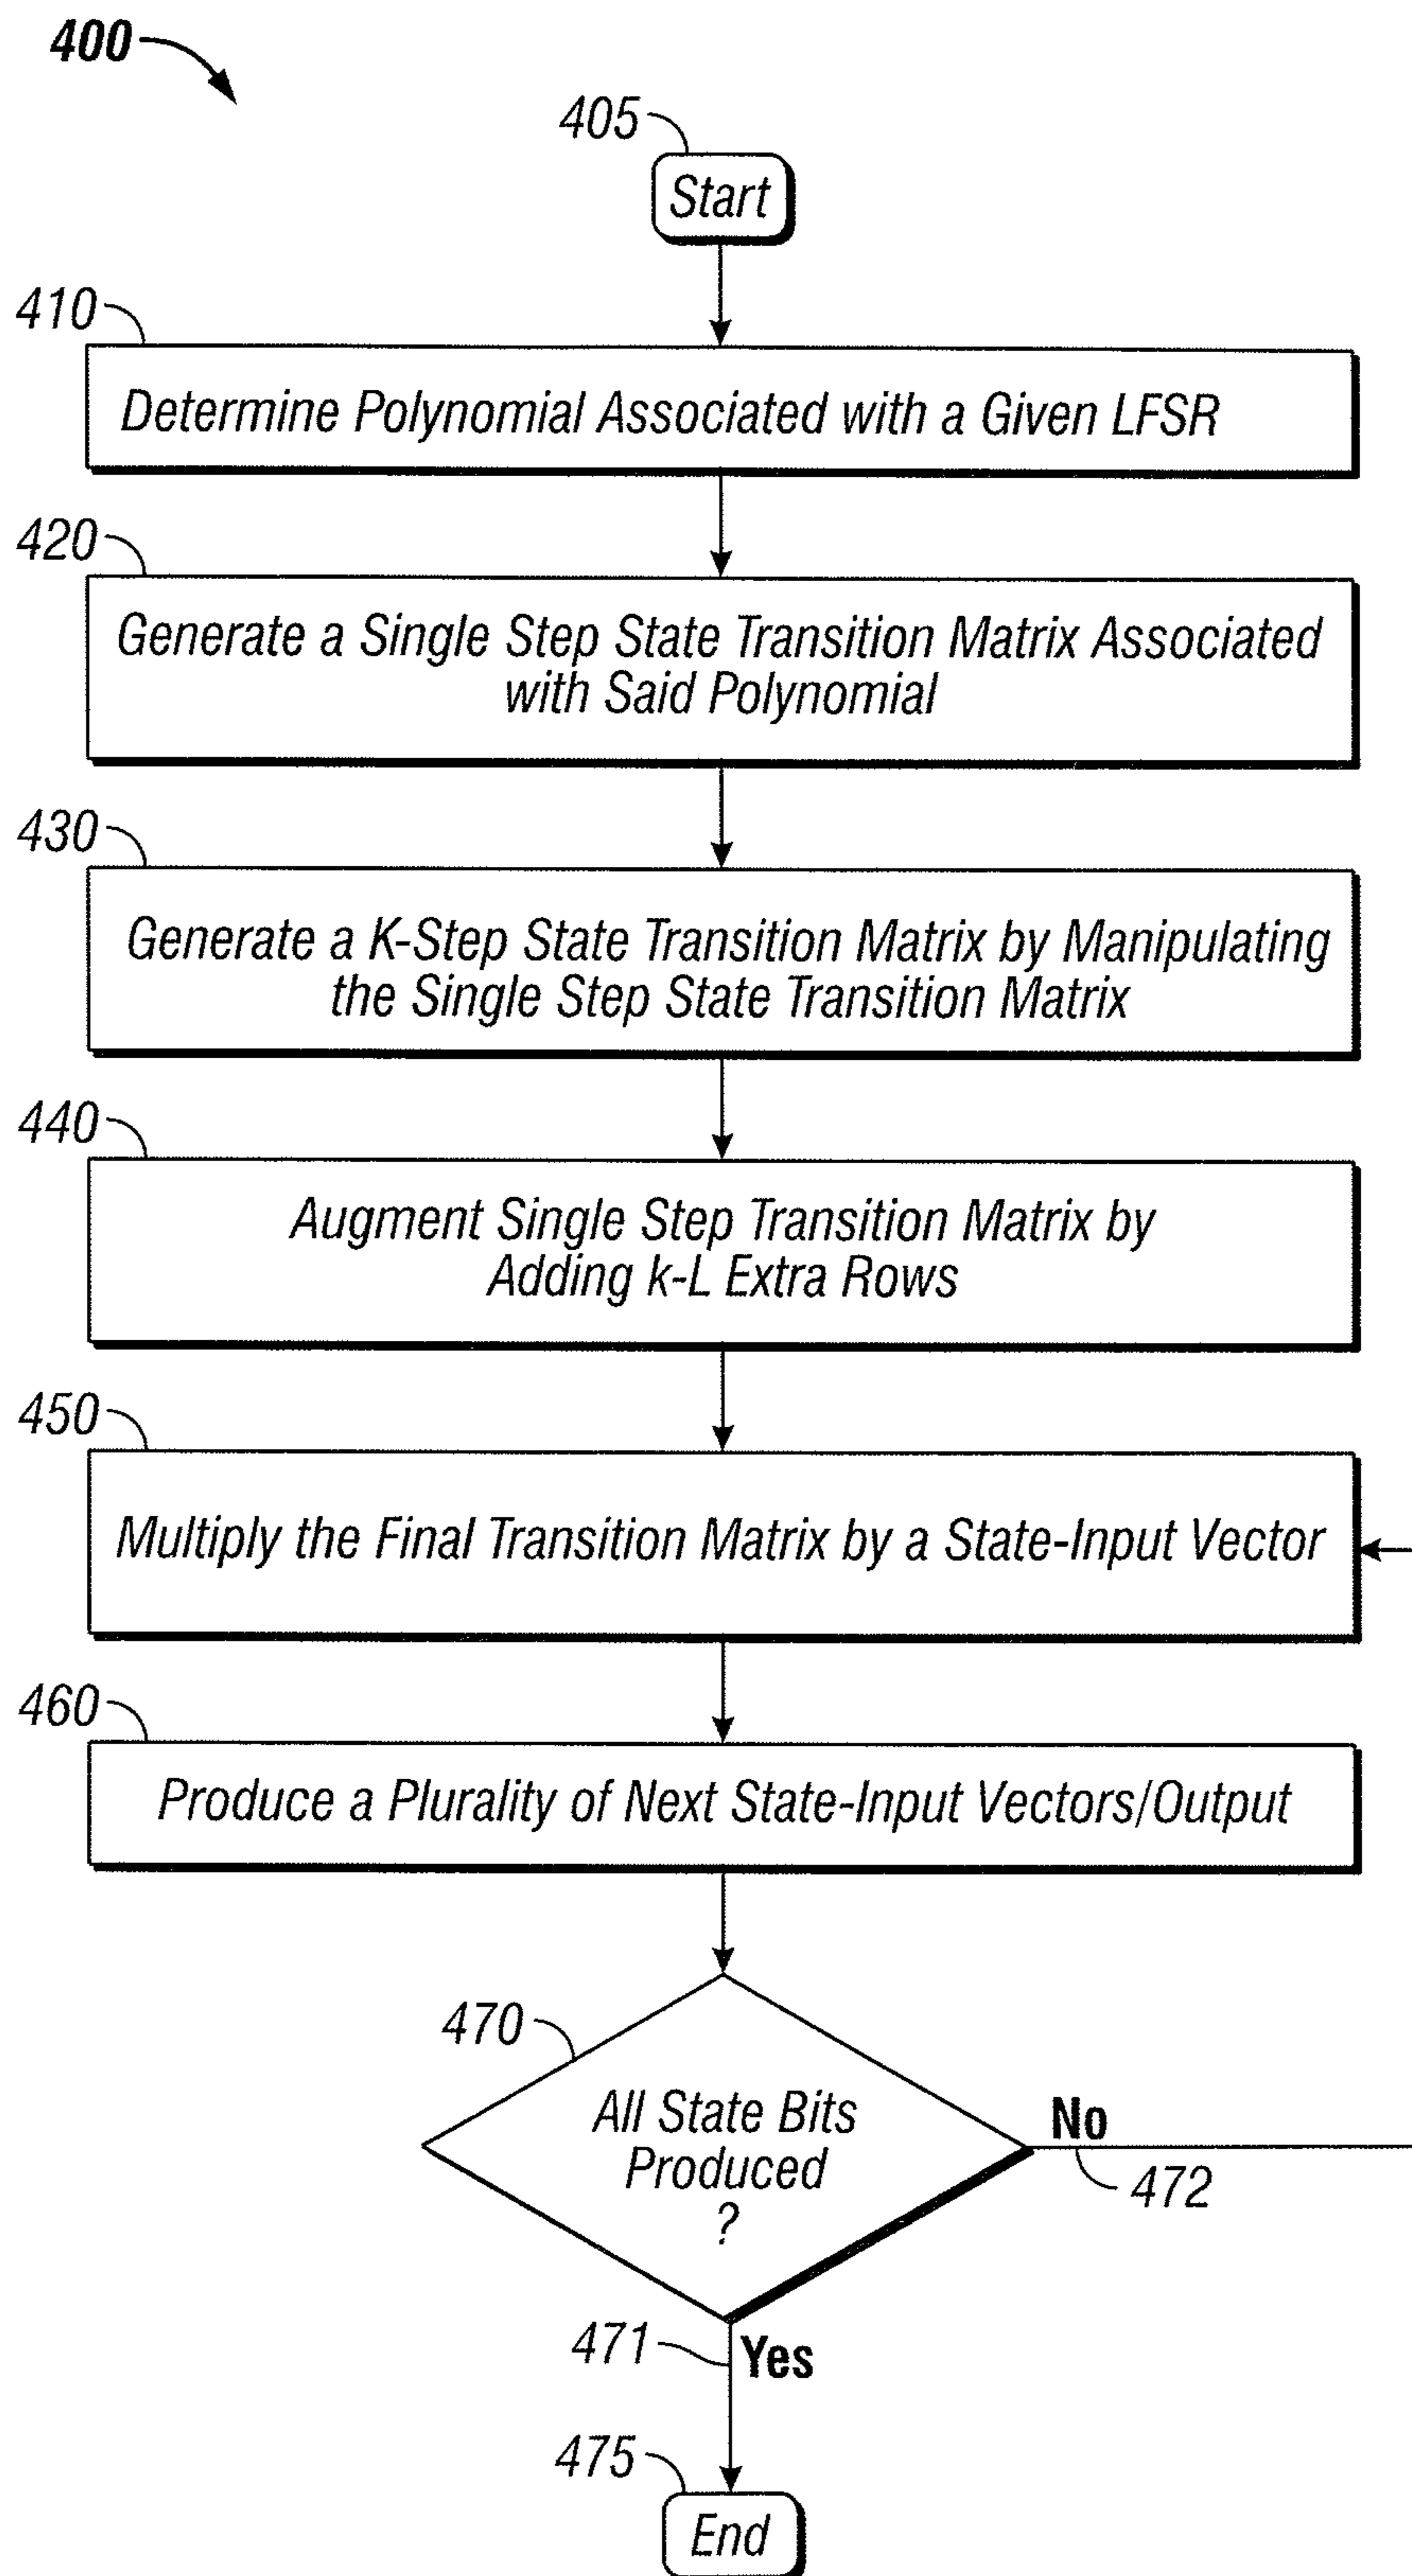 400
405
Start
410
Determine Polynomial Associated with a Given LFSR
420
Generate a Single Step State Transition Matrix Associated
with Said Polynomial
430
Generate a K-Step State Transition Matrix by Manipulating
the Single Step State Transition Matrix
440
Augment Single Step Transition Matrix by
Adding k-L Extra Rows
450
Multiply the Final Transition Matrix by a State-Input Vector
460
Produce a Plurality of Next State-Input Vectors/Output
470
All State Bits
Produced
?
No
472
471
Yes
475
End